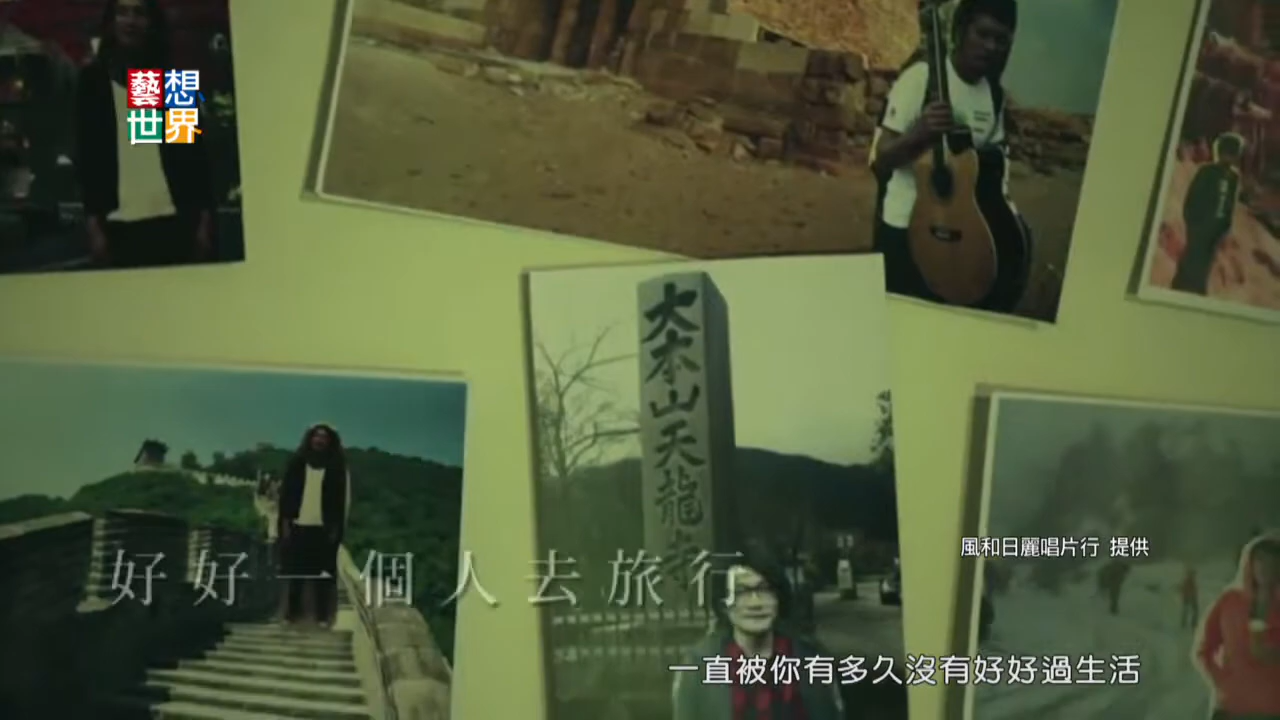 藝想
世界
大本山天龍寺
風和日麗唱片行 提供
好好一個人去旅行
一直被你有多久沒有好好過生活